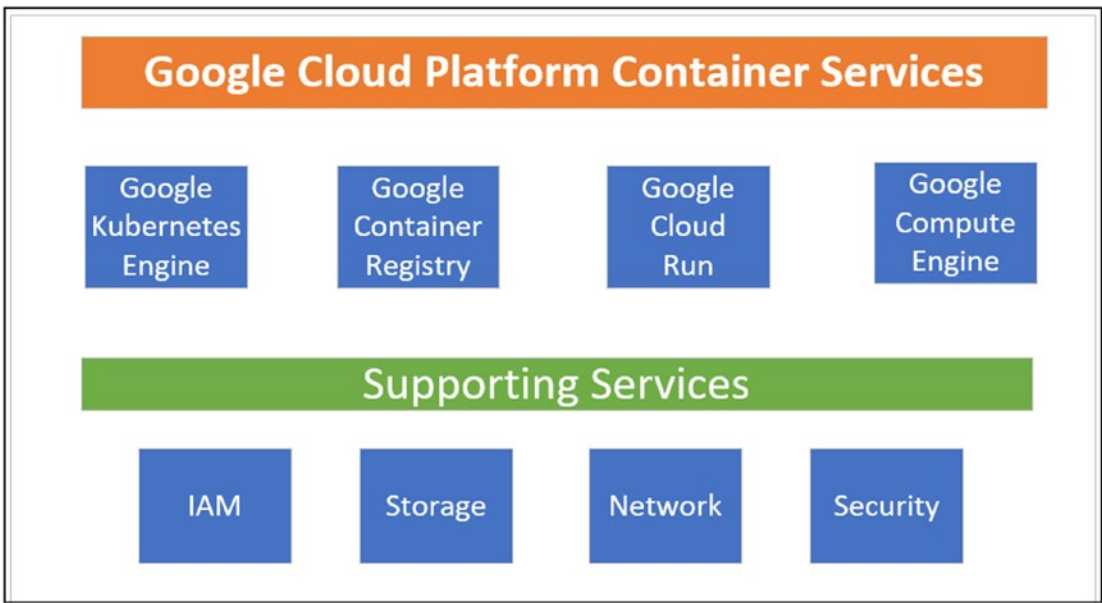 Google Cloud Platform Container Services
Google
Kubernetes
Engine
Google
Container
Registry
Google
Cloud
Run
Google
Compute
Engine
Supporting Services
IAM
Storage
Network
Security